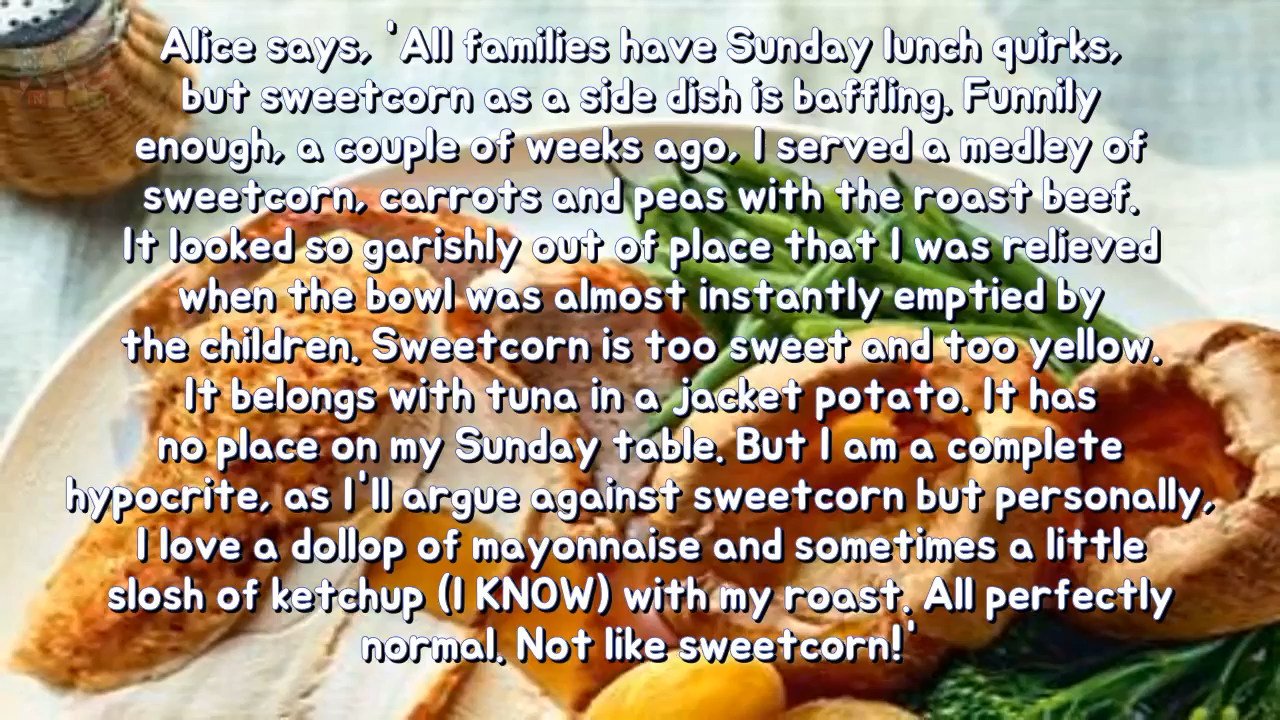 Alice says, 'All families have Sunday lunch quirks,
but sweetcorn as a side dish is baffling. Funnily
enough, a couple of weeks ago, I served a medley of
sweetcorn, carrots and peas with the roast beef.
It looked so garishly out of place that I was relieved
when the bowl was almost instantly emptied by
the children. Sweetcorn is too sweet and too yellow.
It belongs with tuna in a jacket potato. It has
no place on my Sunday table. But I am a complete
hypocrite, as I'll argue against sweetcorn but personally,
I love a dollop of mayonnaise and sometimes a little
slosh of ketchup (I KNOW) with my roast. All perfectly
normal. Not like sweetcorn!'